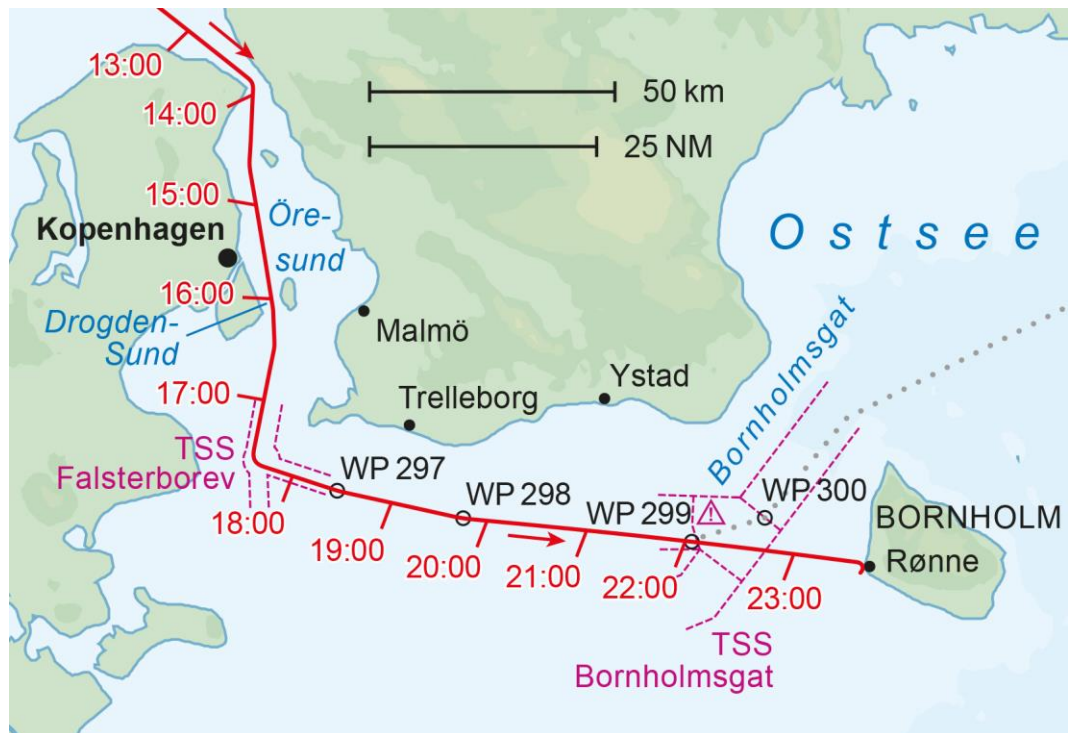 13:00
50 km
14:00
25 NM
15:00
Kopenhagen
Öre-
sund
Ostsee
16:00
Drogden-
Sund
Malmö
17:00
Trelleborg
Ystad
Bornholmsgat
TSS
Falsterborev
WP 297
WP 298
WP 299
WP 300
BORNHOLM
Rønne
18:00
19:00
20:00
21:00
22:00
23:00
TSS
Bornholmsgat